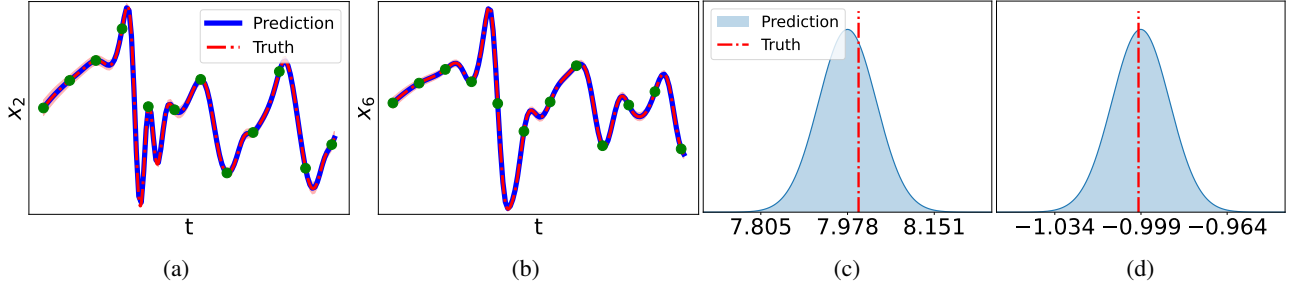 x₂
Prediction
Truth
t
(a)
x₆
t
(b)
Prediction
Truth
7.805 7.978 8.151
(c)
−1.034 −0.999 −0.964
(d)